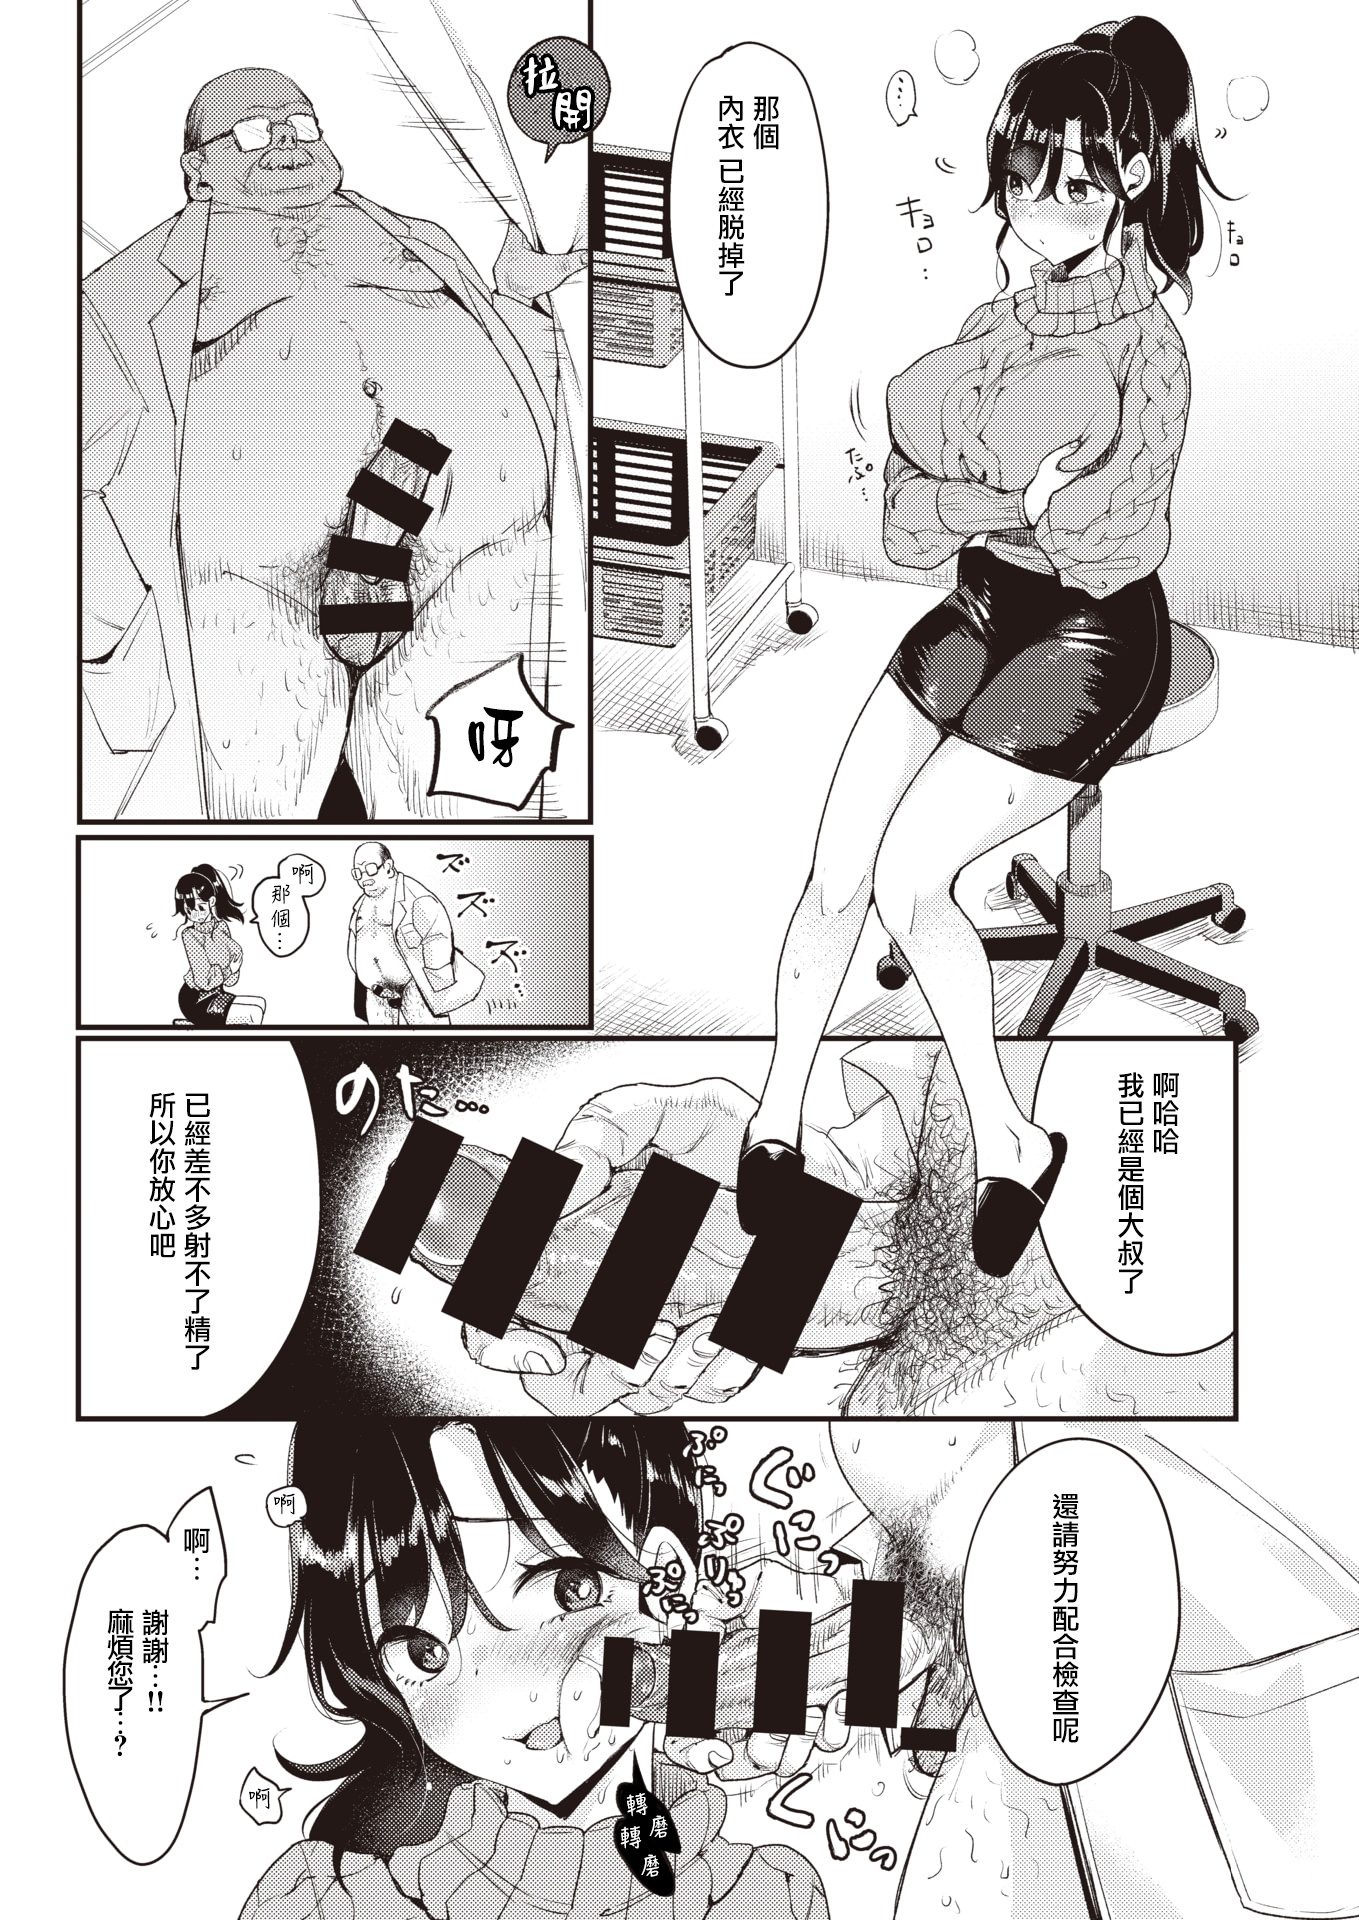 那個
內衣已經脱掉了
キョロ
キョロ…
たぷ…
拉開
呀
啊
那個…
ズ
ズ
ズ
啊哈哈
我已經是個大叔了
のた…
已經差不多射不了精了
所以你放心吧
還請努力配合檢查呢
ぐにこっ
ぷにっ
ぷりゅっ
ぷにっ
轉磨
轉磨
啊
啊…
謝謝…!!
麻煩您了…?
啊